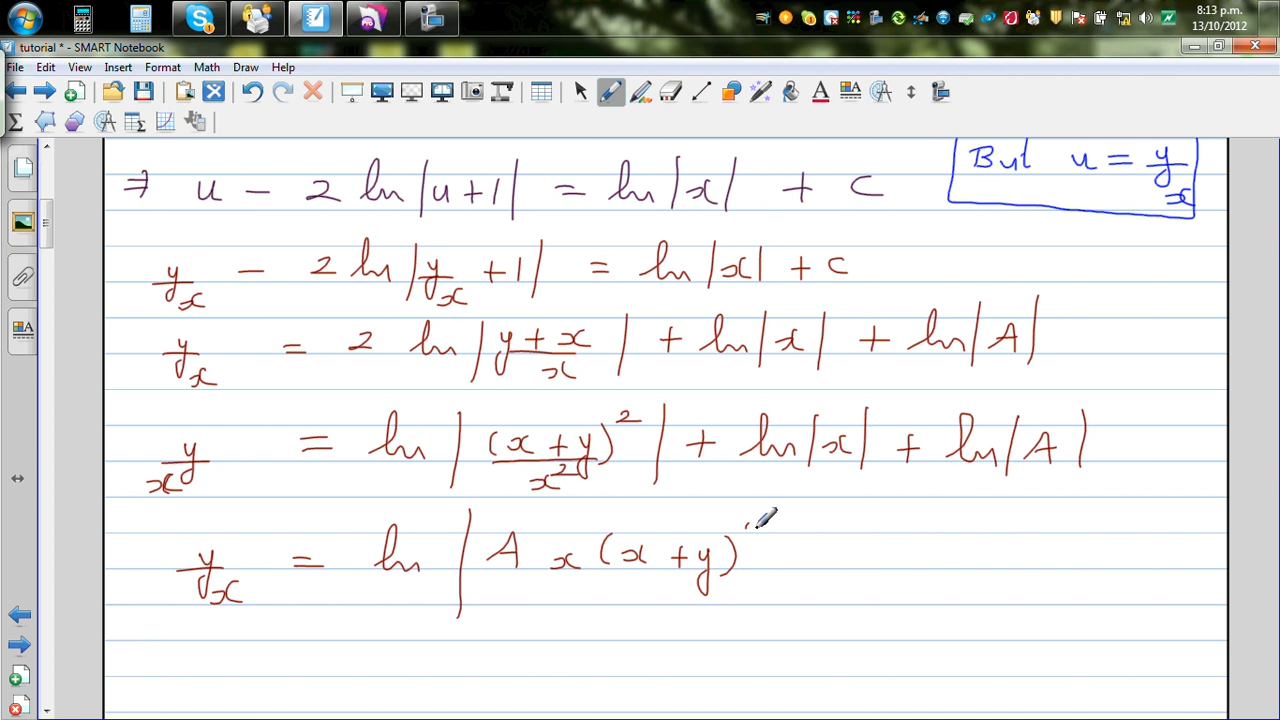 8:13 p.m.
13/10/2012
tutorial * - SMART Notebook
File Edit View Insert Format Math Draw Help
But u = y/x
⇒ u - 2 ln|u+1| = ln|x| + c
y/x - 2 ln|y/x + 1| = ln|x| + c
y/x = 2 ln|(y + x)/x| + ln|x| + ln|A|
y/x = ln|(x + y)²/x²| + ln|x| + ln|A|
y/x = ln|A x (x + y)